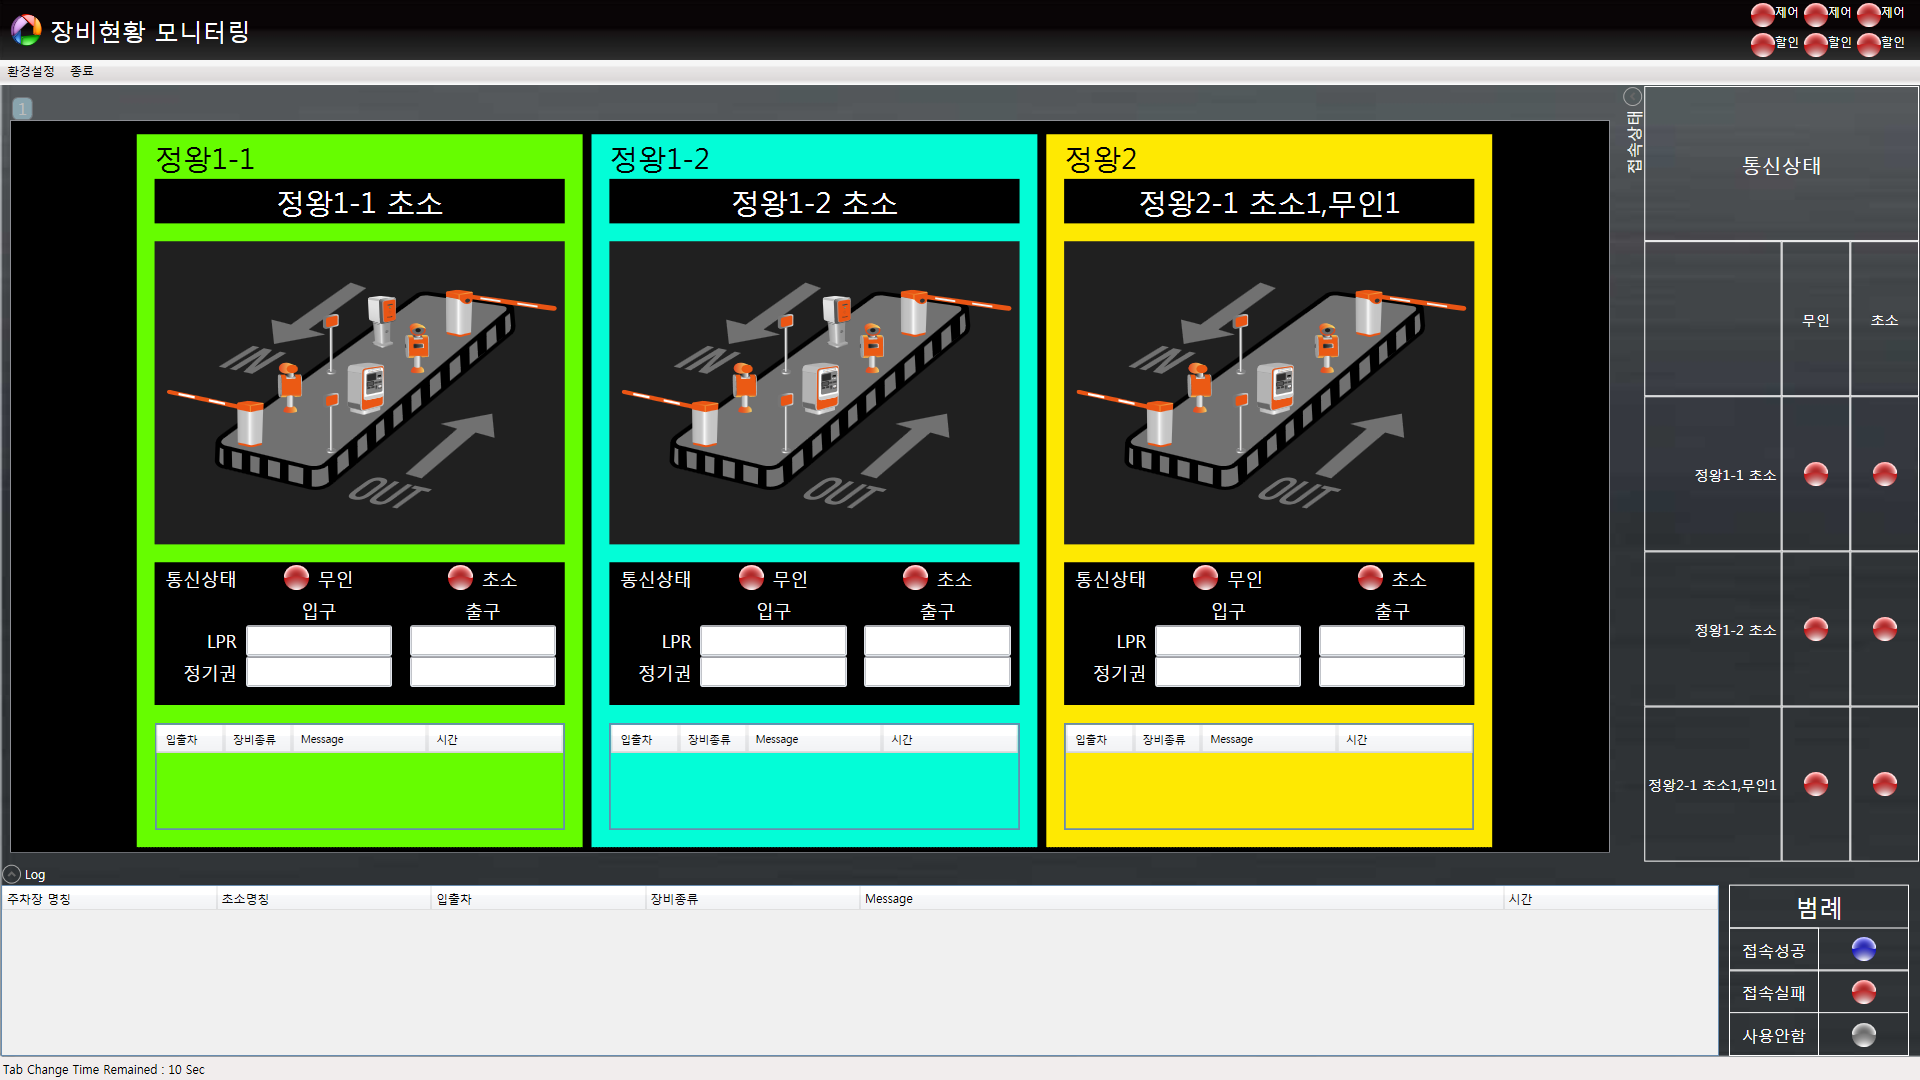 장비현황 모니터링
제어 제어 제어
할인 할인 할인
환경설정 종료
1
정왕1-1
정왕1-1 초소
IN
OUT
통신상태 무인 초소
입구 출구
LPR
정기권
입출차 장비종류 Message 시간
정왕1-2
정왕1-2 초소
IN
OUT
통신상태 무인 초소
입구 출구
LPR
정기권
입출차 장비종류 Message 시간
정왕2
정왕2-1 초소1,무인1
IN
OUT
통신상태 무인 초소
입구 출구
LPR
정기권
입출차 장비종류 Message 시간
접속상태
통신상태
무인 초소
정왕1-1 초소
정왕1-2 초소
정왕2-1 초소1,무인1
Log
주차장 명칭 초소명칭 입출차 장비종류 Message 시간
범례
접속성공
접속실패
사용안함
Tab Change Time Remained : 10 Sec